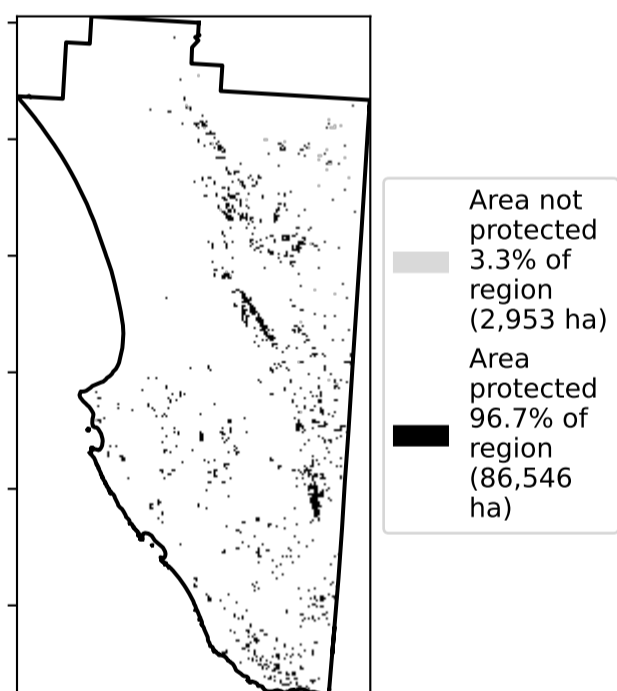 Area not
protected
3.3% of
region
(2,953 ha)
Area
protected
96.7% of
region
(86,546
ha)